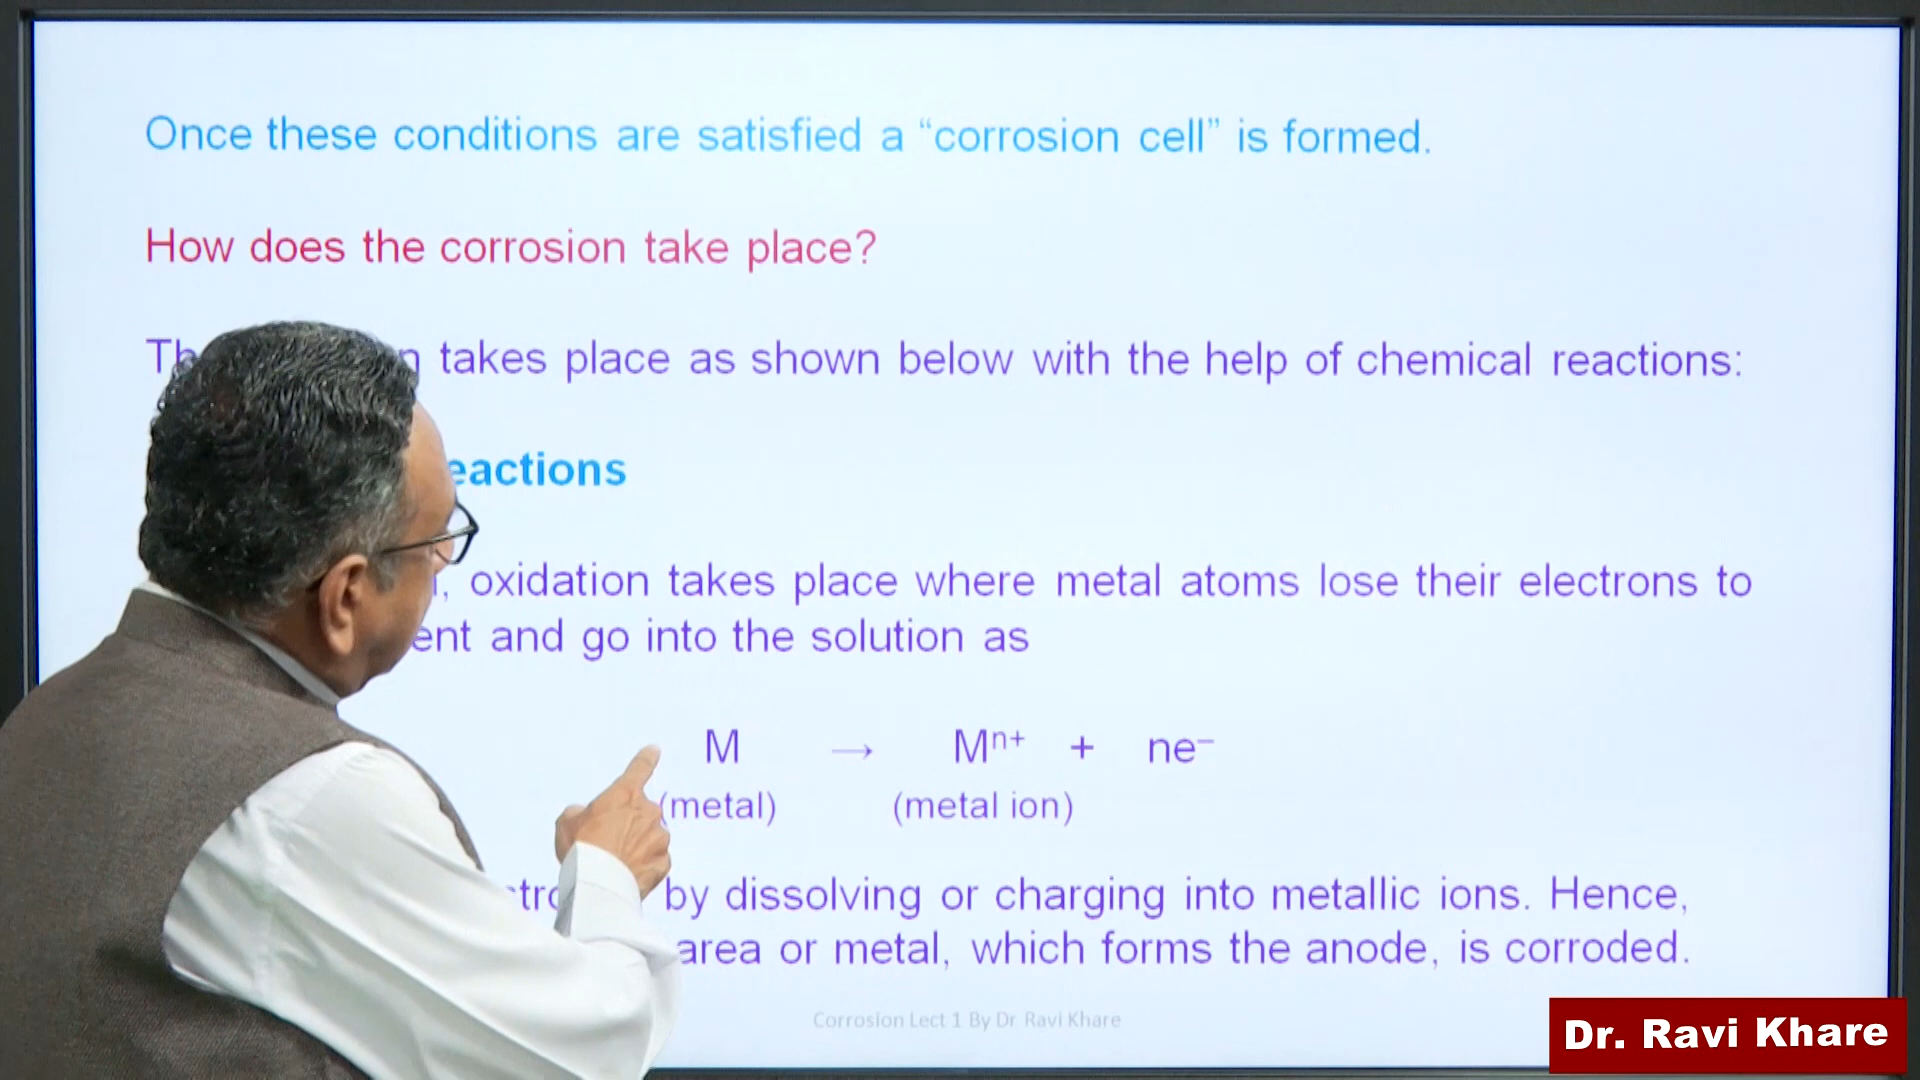 Once these conditions are satisfied a “corrosion cell” is formed.
How does the corrosion take place?
takes place as shown below with the help of chemical reactions:
oxidation takes place where metal atoms lose their electrons to
and go into the solution as
M → Mⁿ⁺ + ne⁻
(metal) (metal ion)
by dissolving or charging into metallic ions. Hence,
area or metal, which forms the anode, is corroded.
Corrosion Lect 1 By Dr Ravi Khare
Dr. Ravi Khare